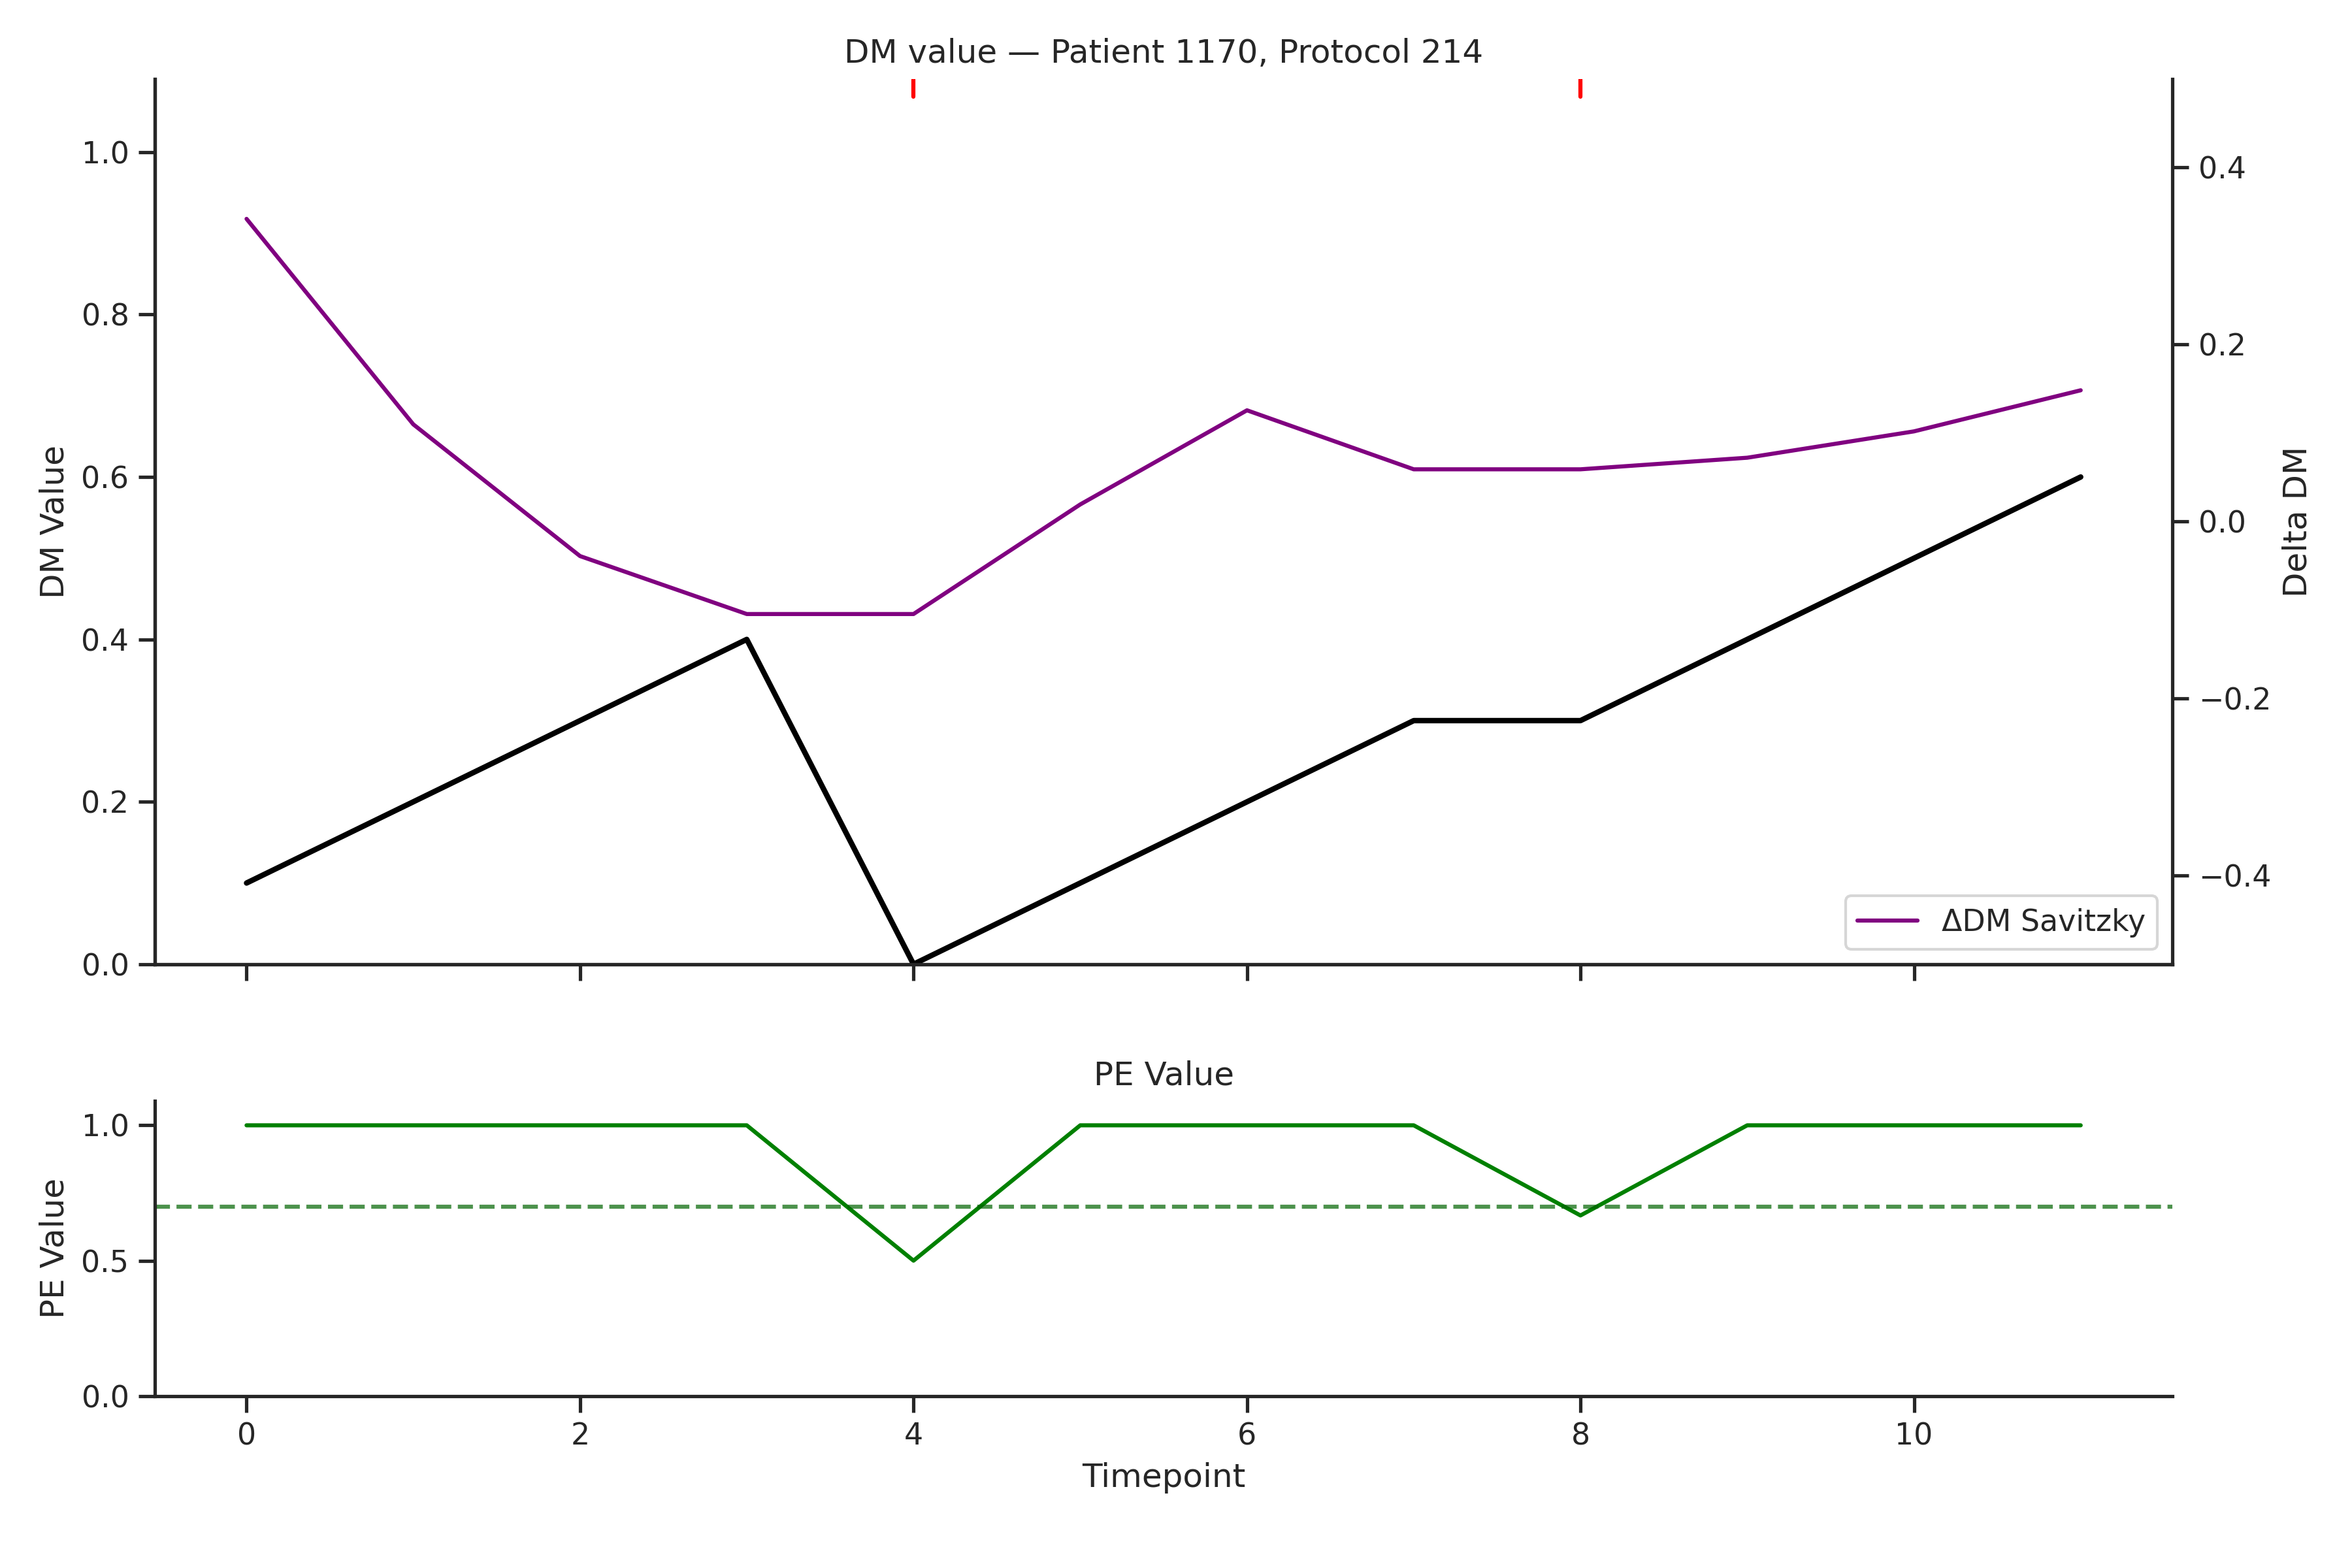 DM value — Patient 1170, Protocol 214
1.0
0.8
0.6
0.4
0.2
0.0
DM Value
0.4
0.2
0.0
−0.2
−0.4
Delta DM
ΔDM Savitzky
PE Value
1.0
0.5
0.0
PE Value
0 2 4 6 8 10
Timepoint